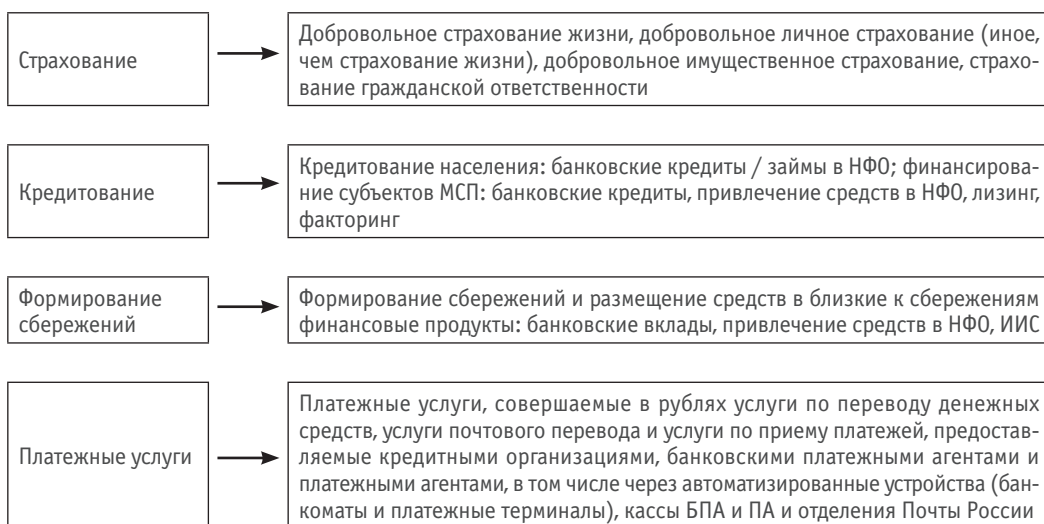 Страхование
Добровольное страхование жизни, добровольное личное страхование (иное,
чем страхование жизни), добровольное имущественное страхование, страхо-
вание гражданской ответственности
Кредитование
Кредитование населения: банковские кредиты / займы в НФО; финансирова-
ние субъектов МСП: банковские кредиты, привлечение средств в НФО, лизинг,
факторинг
Формирование
сбережений
Формирование сбережений и размещение средств в близкие к сбережениям
финансовые продукты: банковские вклады, привлечение средств в НФО, ИИС
Платежные услуги
Платежные услуги, совершаемые в рублях услуги по переводу денежных
средств, услуги почтового перевода и услуги по приему платежей, предостав-
ляемые кредитными организациями, банковскими платежными агентами и
платежными агентами, в том числе через автоматизированные устройства (бан-
коматы и платежные терминалы), кассы БПА и ПА и отделения Почты России